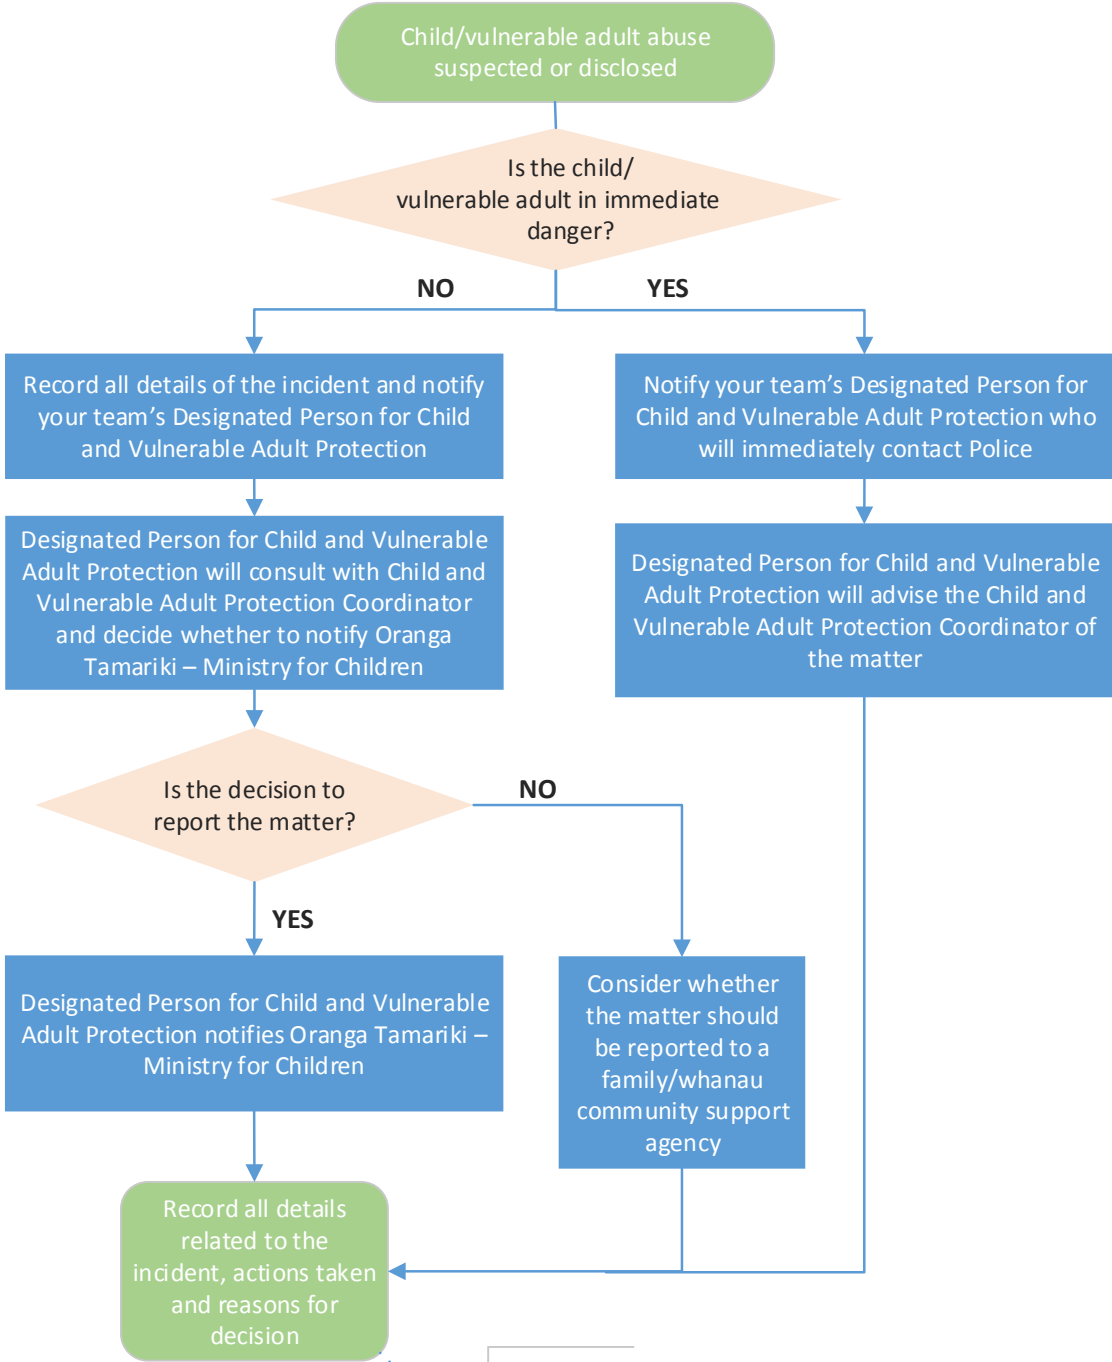 Child/vulnerable adult abuse
suspected or disclosed
Is the child/
vulnerable adult in immediate
danger?
NO
YES
Record all details of the incident and notify
your team’s Designated Person for Child
and Vulnerable Adult Protection
Notify your team’s Designated Person for
Child and Vulnerable Adult Protection who
will immediately contact Police
Designated Person for Child and Vulnerable
Adult Protection will consult with Child and
Vulnerable Adult Protection Coordinator
and decide whether to notify Oranga
Tamariki – Ministry for Children
Designated Person for Child and Vulnerable
Adult Protection will advise the Child and
Vulnerable Adult Protection Coordinator of
the matter
Is the decision to
report the matter?
NO
YES
Designated Person for Child and Vulnerable
Adult Protection notifies Oranga Tamariki –
Ministry for Children
Consider whether
the matter should
be reported to a
family/whanau
community support
agency
Record all details
related to the
incident, actions taken
and reasons for
decision